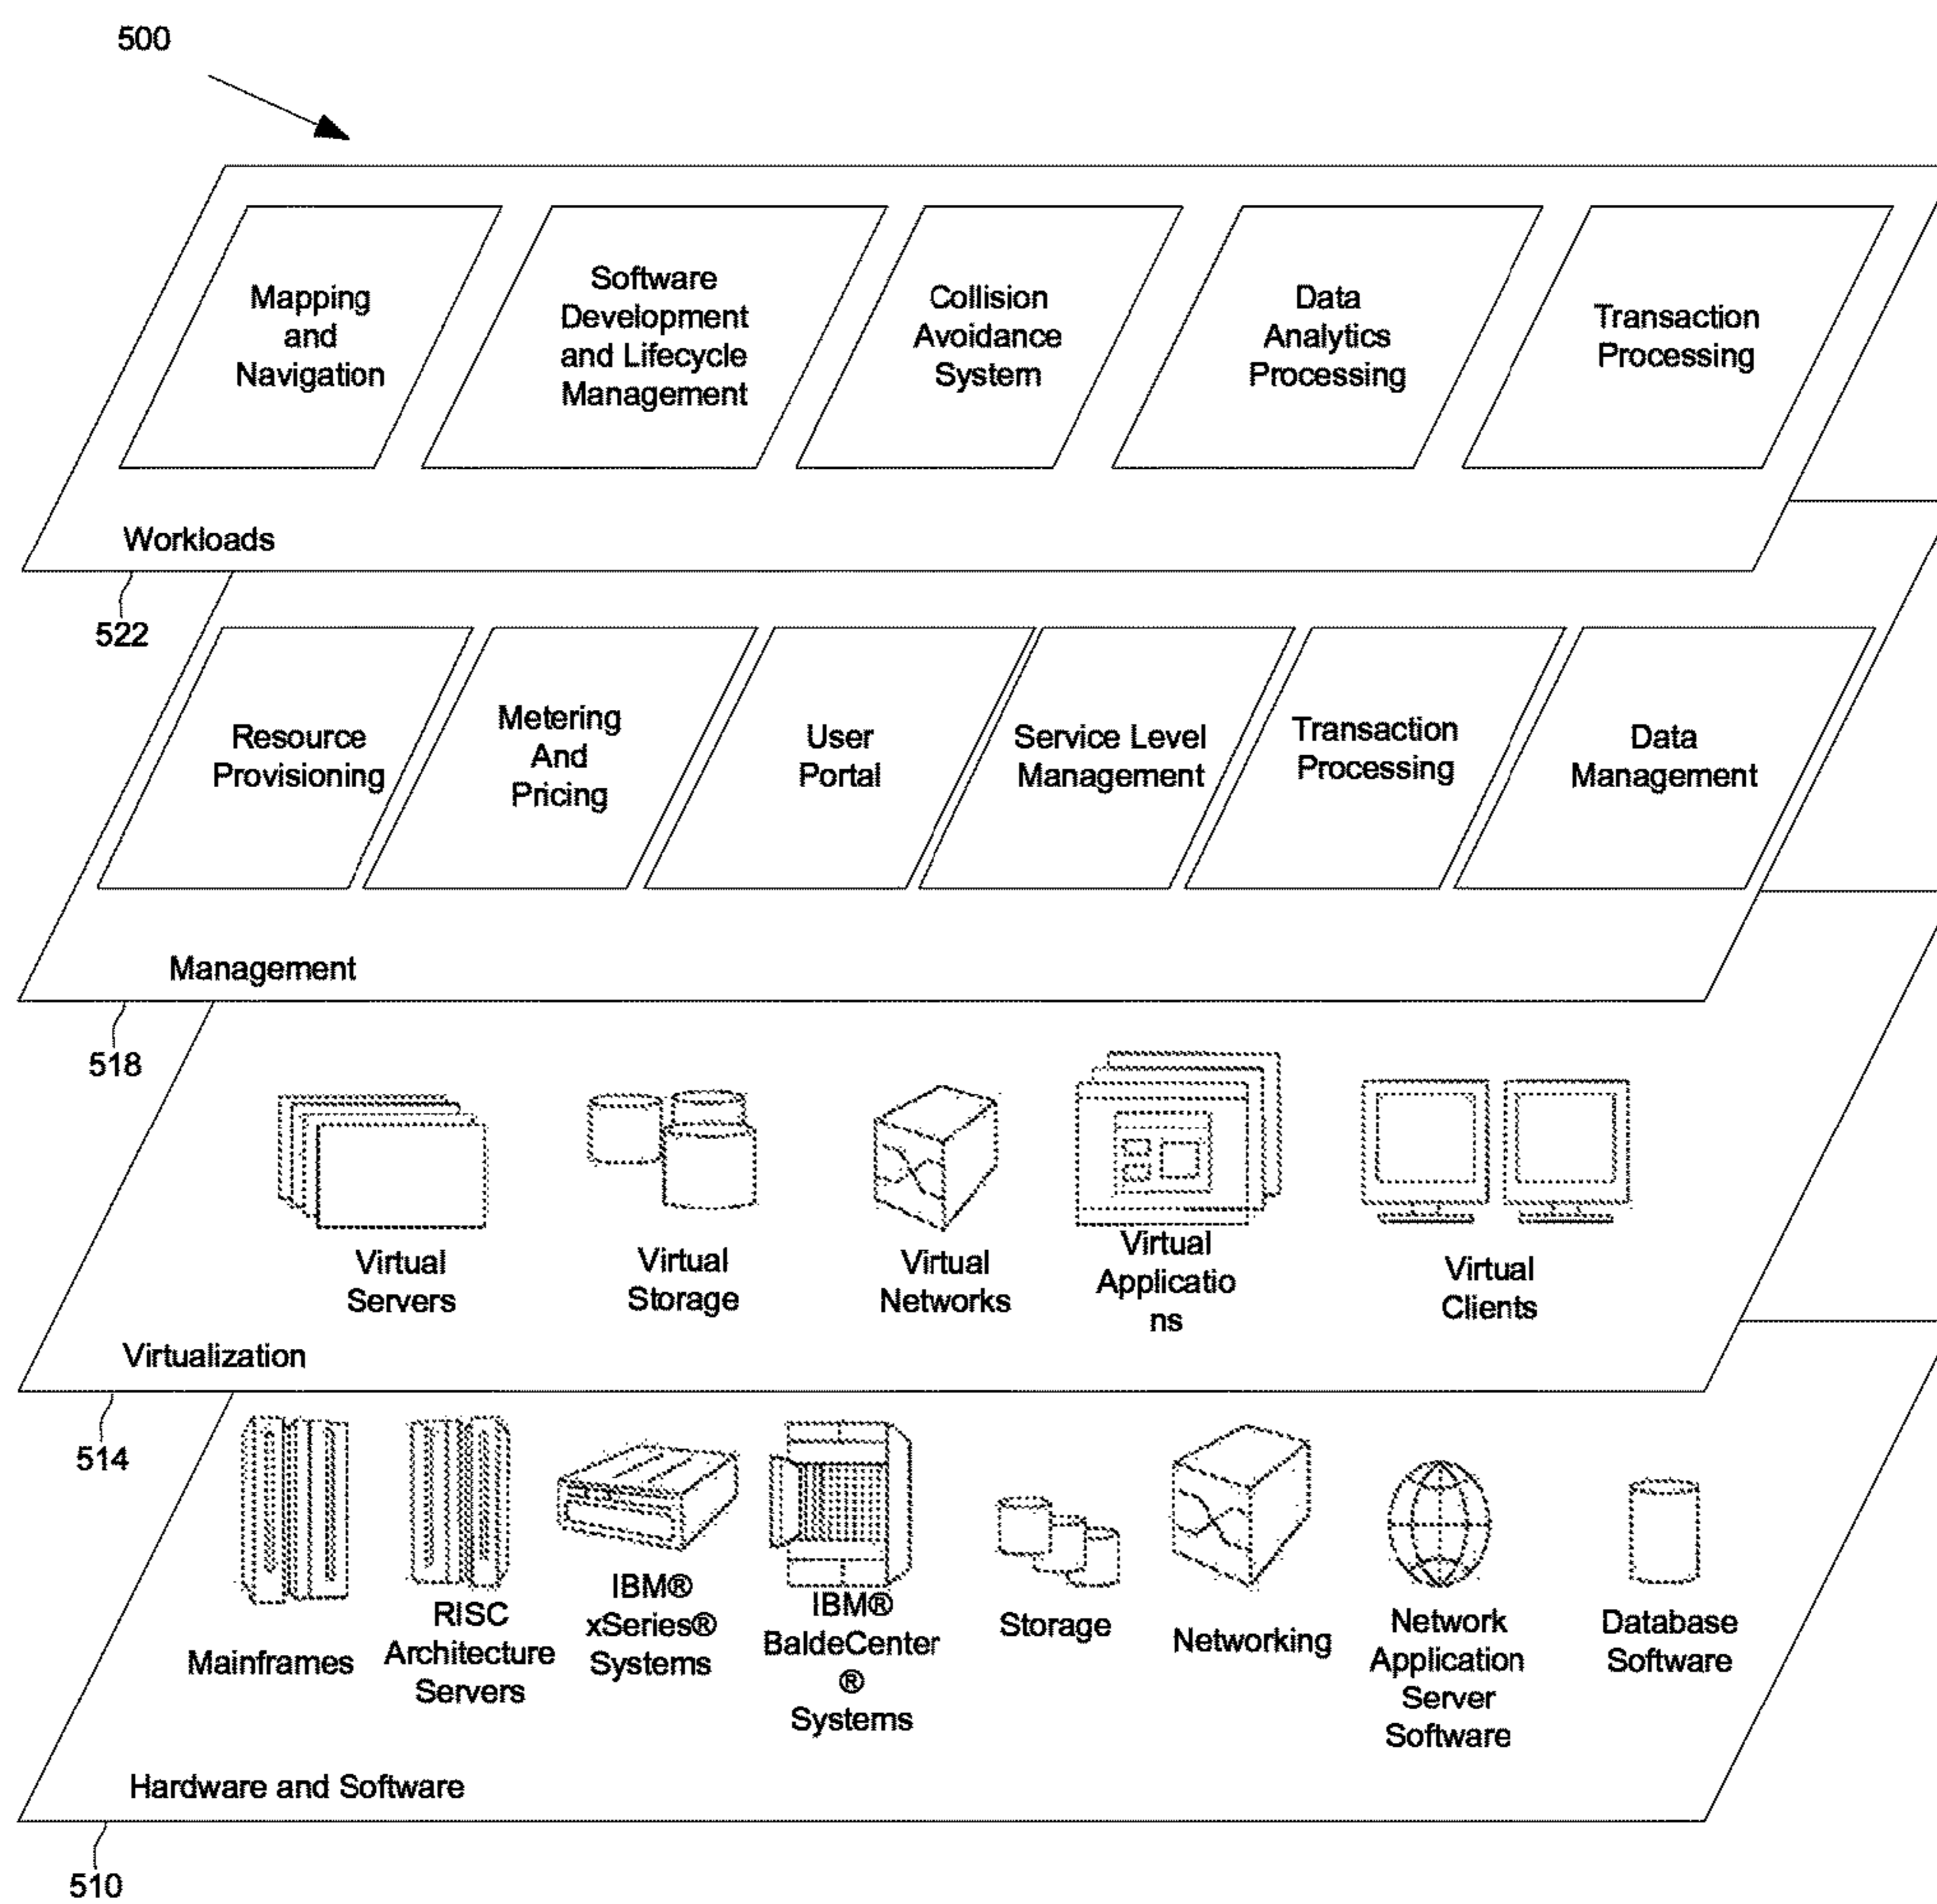 500
Mapping
and
Navigation
Software
Development
and Lifecycle
Management
Collision
Avoidance
System
Data
Analytics
Processing
Transaction
Processing
Workloads
522
Resource
Provisioning
Metering
And
Pricing
User
Portal
Service Level
Management
Transaction
Processing
Data
Management
Management
518
Virtual
Servers
Virtual
Storage
Virtual
Networks
Virtual
Applicatio
ns
Virtual
Clients
Virtualization
514
Mainframes
RISC
Architecture
Servers
IBM®
xSeries®
Systems
IBM®
BaldeCenter
®
Systems
Storage
Networking
Network
Application
Server
Software
Database
Software
Hardware and Software
510